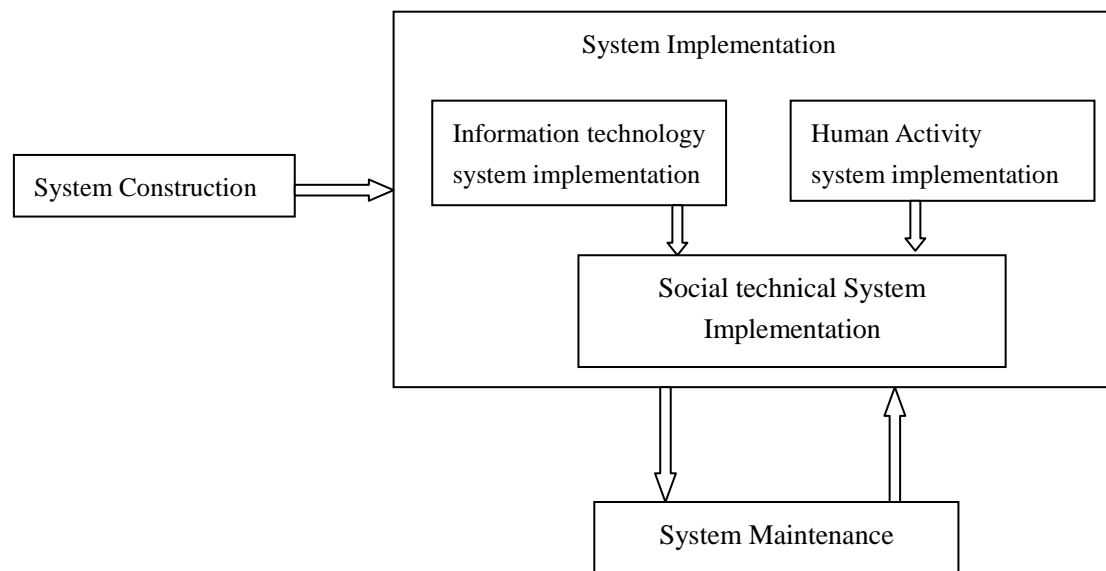 System Implementation
Information technology
system implementation
Human Activity
system implementation
System Construction
Social technical System
Implementation
System Maintenance